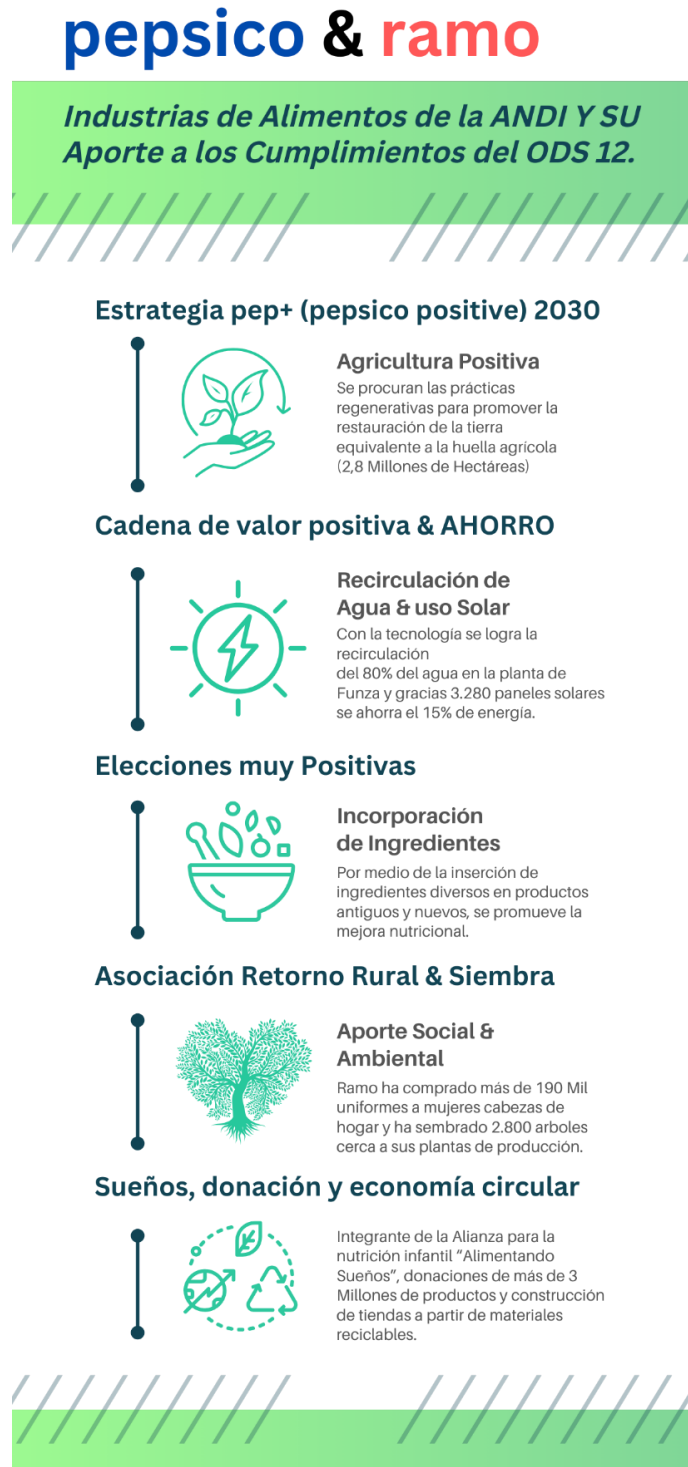 pepsico & ramo
Industrias de Alimentos de la ANDI Y SU
Aporte a los Cumplimientos del ODS 12.
Estrategia pep+ (pepsico positive) 2030
Agricultura Positiva
Se procuran las prácticas
regenerativas para promover la
restauración de la tierra
equivalente a la huella agrícola
(2,8 Millones de Hectáreas)
Cadena de valor positiva & AHORRO
Recirculación de
Agua & uso Solar
Con la tecnología se logra la
recirculación
del 80% del agua en la planta de
Funza y gracias 3.280 paneles solares
se ahorra el 15% de energía.
Elecciones muy Positivas
Incorporación
de Ingredientes
Por medio de la inserción de
ingredientes diversos en productos
antiguos y nuevos, se promueve la
mejora nutricional.
Asociación Retorno Rural & Siembra
Aporte Social &
Ambiental
Ramo ha comprado más de 190 Mil
uniformes a mujeres cabezas de
hogar y ha sembrado 2.800 arboles
cerca a sus plantas de producción.
Sueños, donación y economía circular
Integrante de la Alianza para la
nutrición infantil “Alimentando
Sueños”, donaciones de más de 3
Millones de productos y construcción
de tiendas a partir de materiales
reciclables.